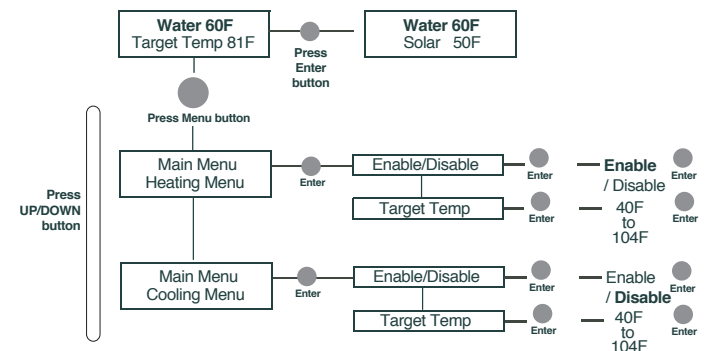 Water 60F
Target Temp 81F
Press
Enter
button
Water 60F
Solar 50F
Press Menu button
Press
UP/DOWN
button
Main Menu
Heating Menu
Enter
Enable/Disable
Enter
Enable
/ Disable
Enter
Target Temp
Enter
40F
to
104F
Enter
Main Menu
Cooling Menu
Enter
Enable/Disable
Enter
Enable
/ Disable
Enter
Target Temp
Enter
40F
to
104F
Enter